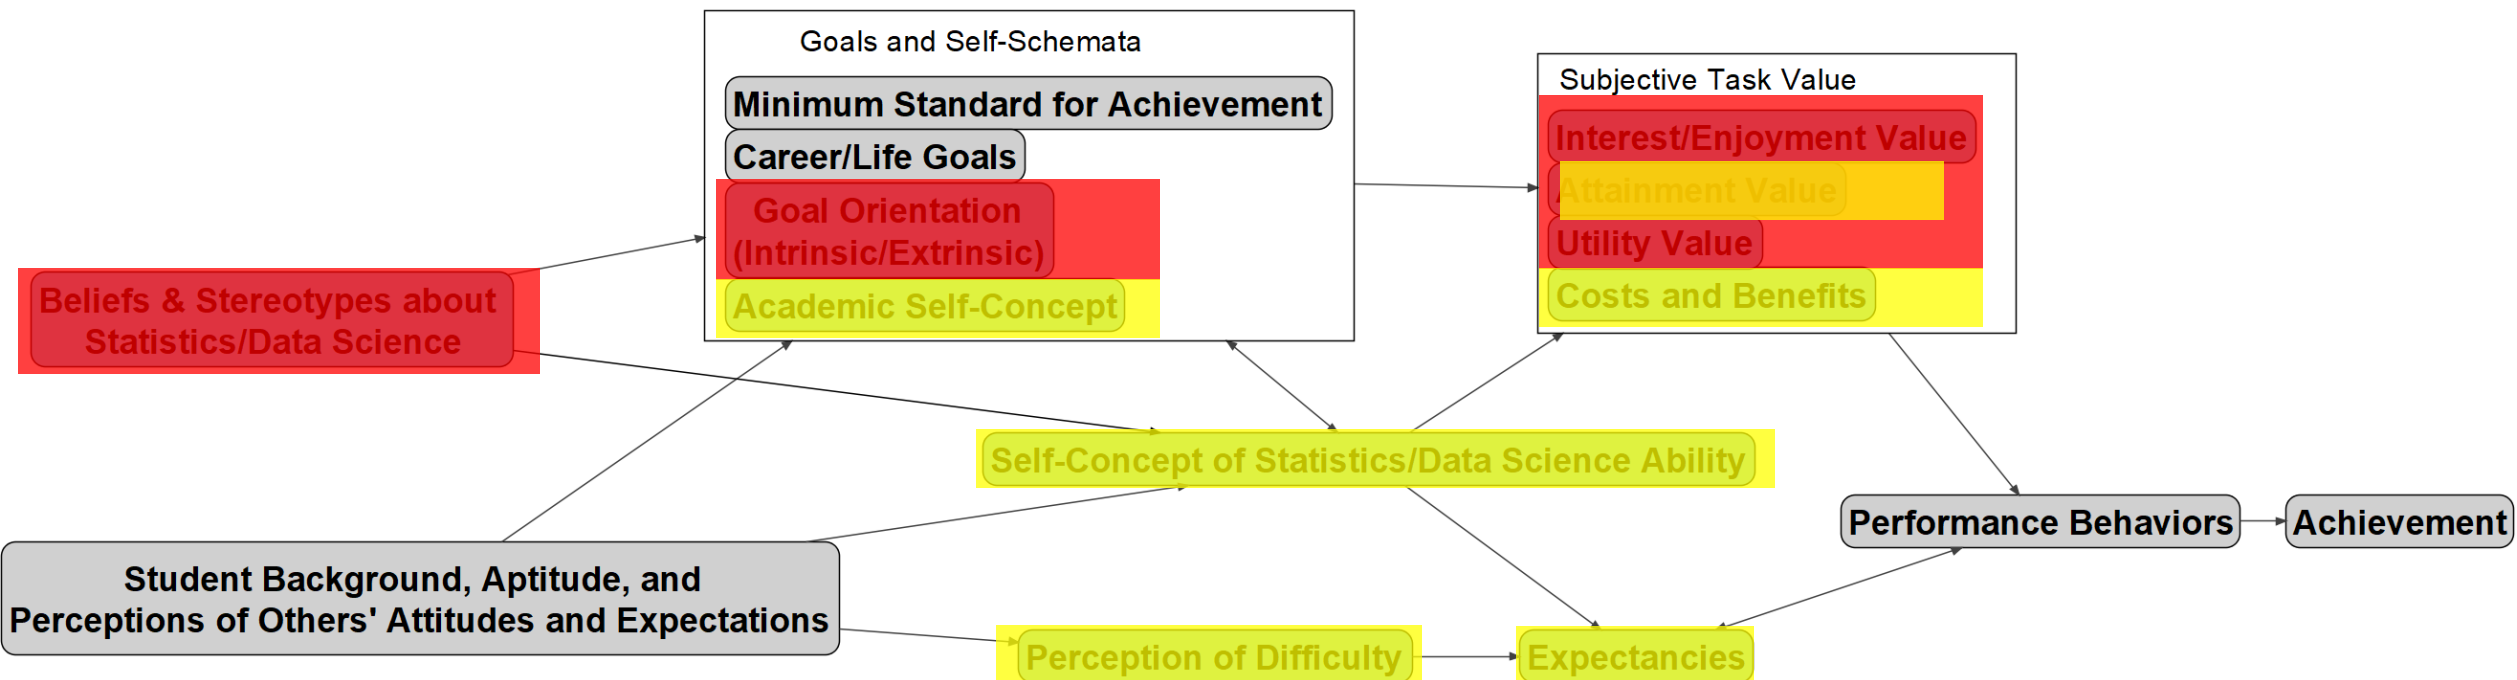 Goals and Self-Schemata
Minimum Standard for Achievement
Career/Life Goals
Goal Orientation
(Intrinsic/Extrinsic)
Academic Self-Concept
Subjective Task Value
Interest/Enjoyment Value
Attainment Value
Utility Value
Costs and Benefits
Beliefs & Stereotypes about
Statistics/Data Science
Self-Concept of Statistics/Data Science Ability
Performance Behaviors
Achievement
Student Background, Aptitude, and
Perceptions of Others' Attitudes and Expectations
Perception of Difficulty
Expectancies